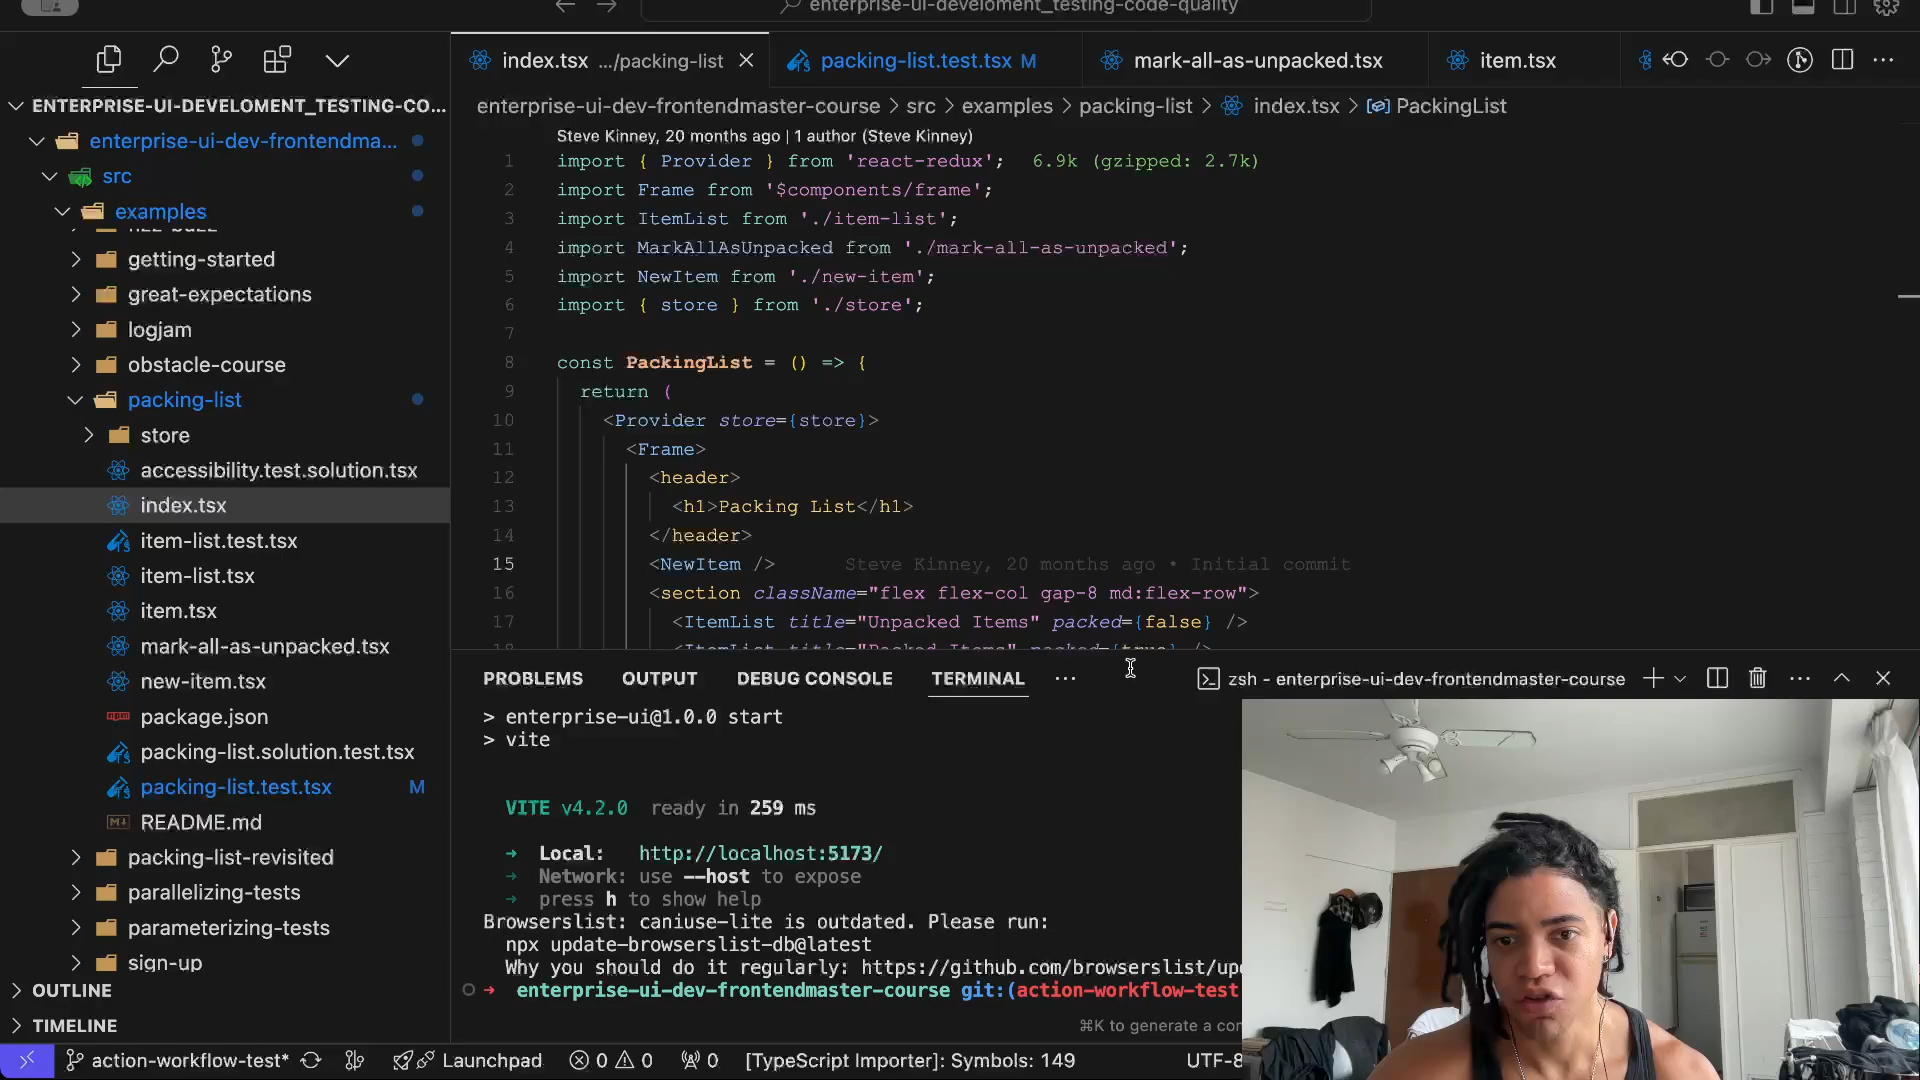 enterprise-ui-develoment_testing-code-quality
index.tsx .../packing-list
packing-list.test.tsx M
mark-all-as-unpacked.tsx
item.tsx
ENTERPRISE-UI-DEVELOMENT_TESTING-CO...
enterprise-ui-dev-frontendma...
src
examples
fizz-buzz
getting-started
great-expectations
logjam
obstacle-course
packing-list
store
accessibility.test.solution.tsx
index.tsx
item-list.test.tsx
item-list.tsx
item.tsx
mark-all-as-unpacked.tsx
new-item.tsx
package.json
packing-list.solution.test.tsx
packing-list.test.tsx M
README.md
packing-list-revisited
parallelizing-tests
parameterizing-tests
sign-up
OUTLINE
TIMELINE
enterprise-ui-dev-frontendmaster-course > src > examples > packing-list > index.tsx > PackingList
Steve Kinney, 20 months ago | 1 author (Steve Kinney)
1 import { Provider } from 'react-redux'; 6.9k (gzipped: 2.7k)
2 import Frame from '$components/frame';
3 import ItemList from './item-list';
4 import MarkAllAsUnpacked from './mark-all-as-unpacked';
5 import NewItem from './new-item';
6 import { store } from './store';
7
8 const PackingList = () => {
9 return (
10 <Provider store={store}>
11 <Frame>
12 <header>
13 <h1>Packing List</h1>
14 </header>
15 <NewItem /> Steve Kinney, 20 months ago • Initial commit
16 <section className="flex flex-col gap-8 md:flex-row">
17 <ItemList title="Unpacked Items" packed={false} />
18 <ItemList title="Packed Items" packed={true} />
PROBLEMS OUTPUT DEBUG CONSOLE TERMINAL ... zsh - enterprise-ui-dev-frontendmaster-course
> enterprise-ui@1.0.0 start
> vite
VITE v4.2.0 ready in 259 ms
➜ Local: http://localhost:5173/
➜ Network: use --host to expose
➜ press h to show help
Browserslist: caniuse-lite is outdated. Please run:
npx update-browserslist-db@latest
Why you should do it regularly: https://github.com/browserslist/upd
➜ enterprise-ui-dev-frontendmaster-course git:(action-workflow-test
⌘K to generate a co
action-workflow-test* Launchpad 0 0 0 [TypeScript Importer]: Symbols: 149 UTF-8